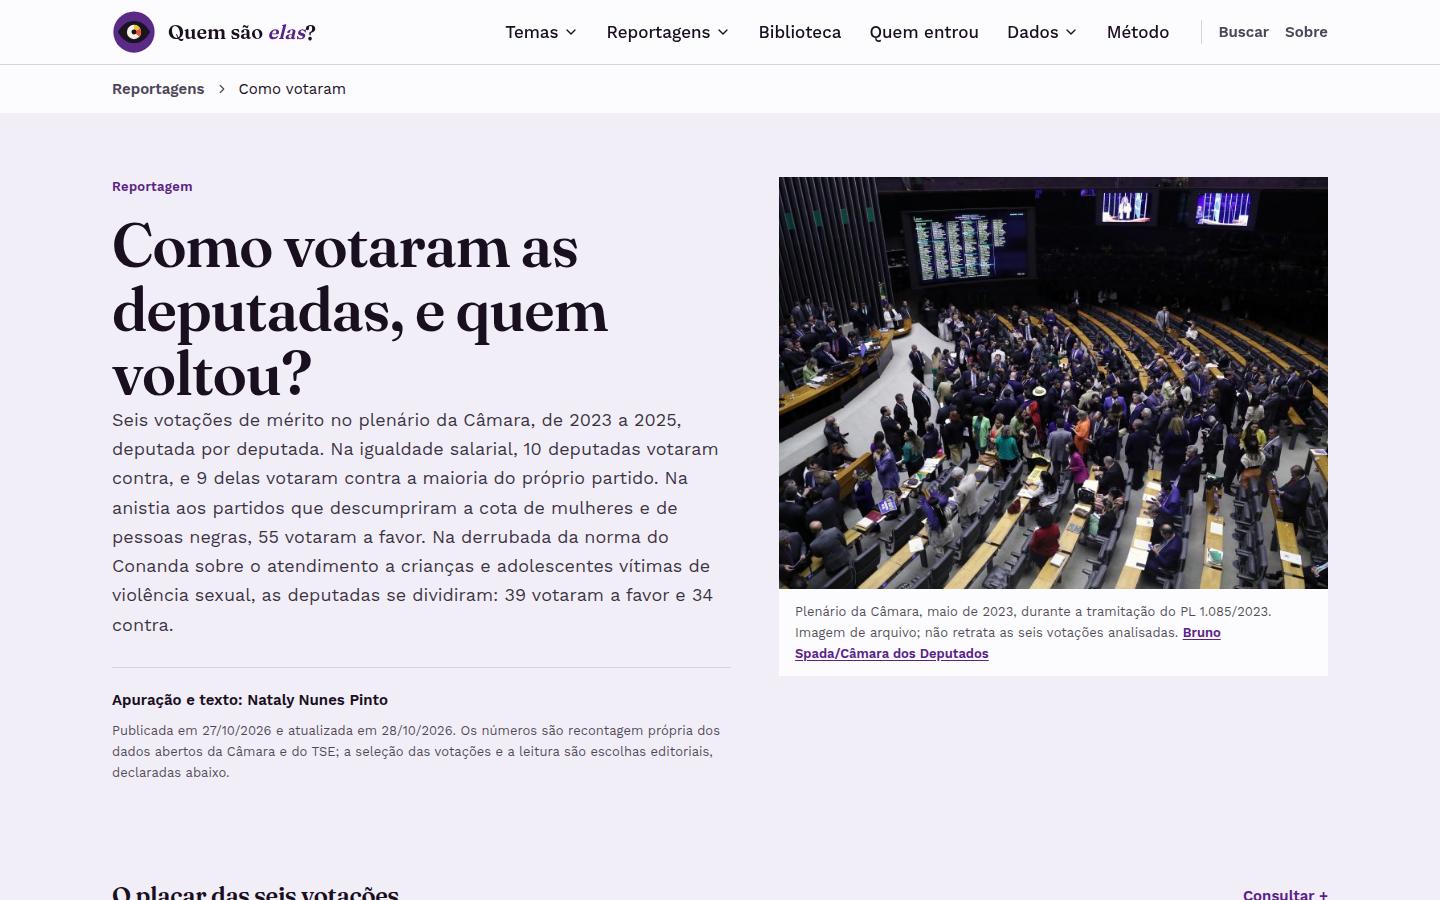 Quem são elas?
Temas
Reportagens
Biblioteca
Quem entrou
Dados
Método
Buscar
Sobre
Reportagens
Como votaram
Reportagem
Como votaram as
deputadas, e quem
voltou?
Seis votações de mérito no plenário da Câmara, de 2023 a 2025,
deputada por deputada. Na igualdade salarial, 10 deputadas votaram
contra, e 9 delas votaram contra a maioria do próprio partido. Na
anistia aos partidos que descumpriram a cota de mulheres e de
pessoas negras, 55 votaram a favor. Na derrubada da norma do
Conanda sobre o atendimento a crianças e adolescentes vítimas de
violência sexual, as deputadas se dividiram: 39 votaram a favor e 34
contra.
Apuração e texto: Nataly Nunes Pinto
Publicada em 27/10/2026 e atualizada em 28/10/2026. Os números são recontagem própria dos
dados abertos da Câmara e do TSE; a seleção das votações e a leitura são escolhas editoriais,
declaradas abaixo.
Plenário da Câmara, maio de 2023, durante a tramitação do PL 1.085/2023.
Imagem de arquivo; não retrata as seis votações analisadas. Bruno
Spada/Câmara dos Deputados
O placar das seis votações
Consultar +